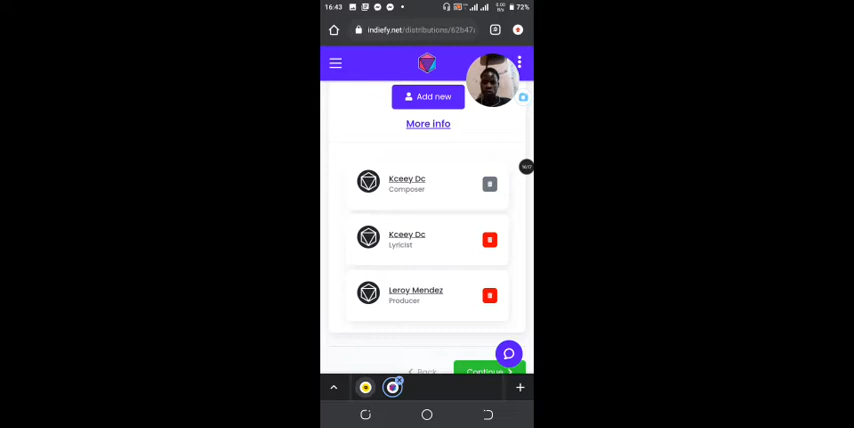 16:43
72%
indiefy.net/distributions/62b47
Add new
More info
Kceey Dc
Composer
Kceey Dc
Lyricist
Leroy Mendez
Producer
Back
Continue